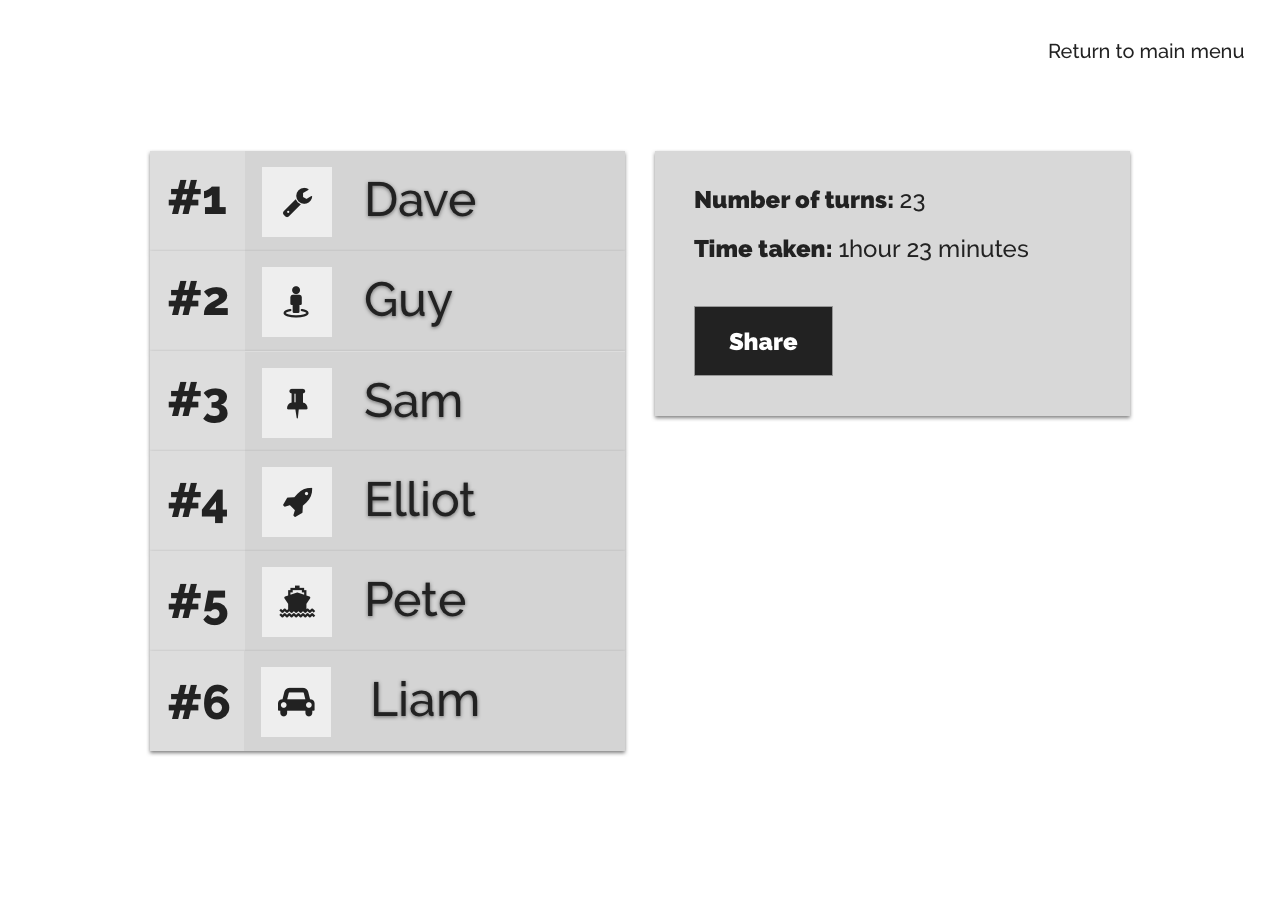 Return to main menu
#1 Dave
#2 Guy
#3 Sam
#4 Elliot
#5 Pete
#6 Liam
Number of turns: 23
Time taken: 1hour 23 minutes
Share